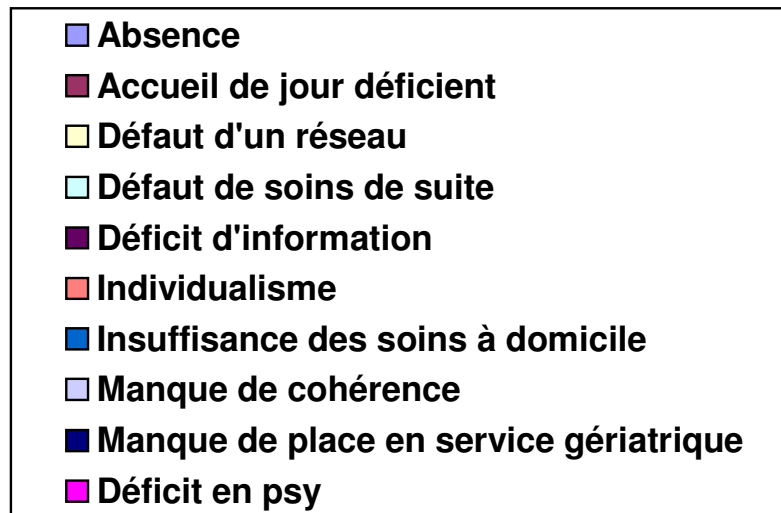 Absence
Accueil de jour déficient
Défaut d'un réseau
Défaut de soins de suite
Déficit d'information
Individualisme
Insuffisance des soins à domicile
Manque de cohérence
Manque de place en service gériatrique
Déficit en psy